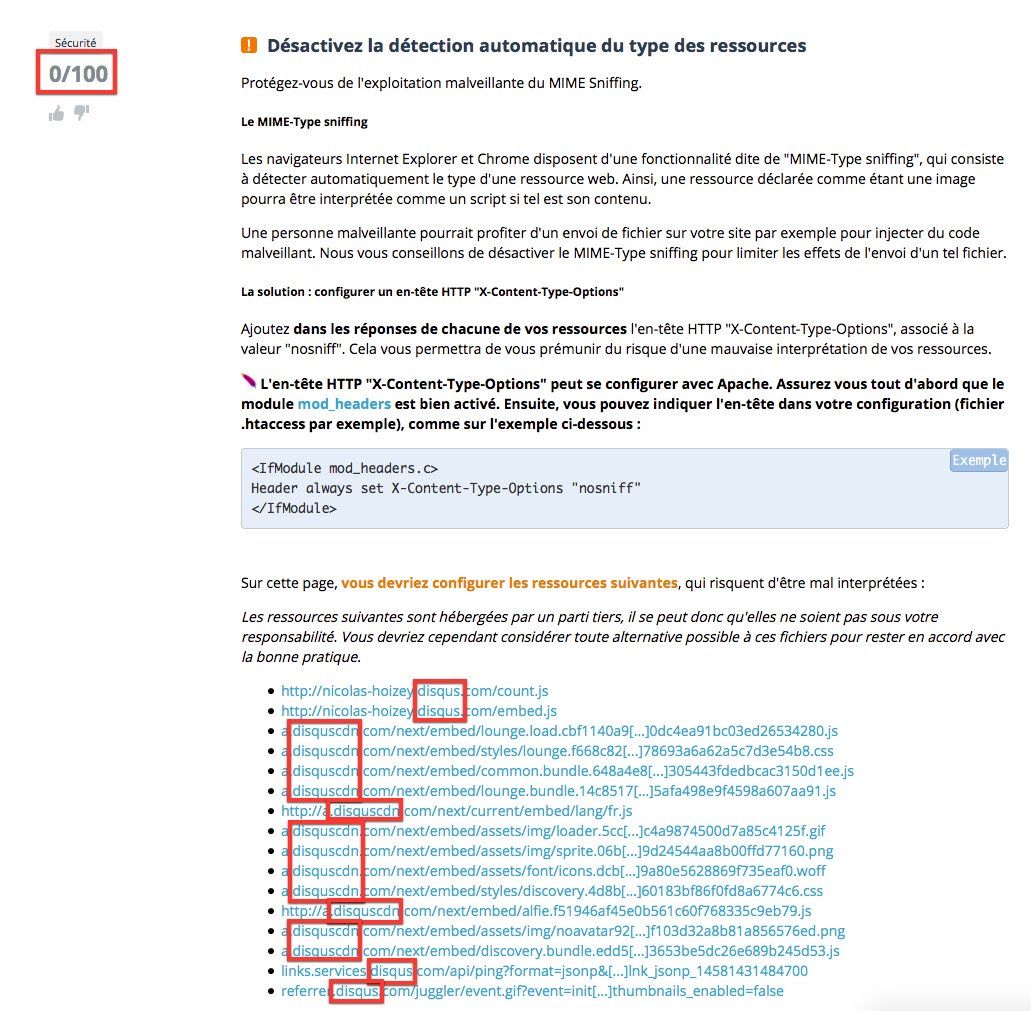 Sécurité
0/100
Désactivez la détection automatique du type des ressources
Protégez-vous de l'exploitation malveillante du MIME Sniffing.
Le MIME-Type sniffing
Les navigateurs Internet Explorer et Chrome disposent d'une fonctionnalité dite de "MIME-Type sniffing", qui consiste
à détecter automatiquement le type d'une ressource web. Ainsi, une ressource déclarée comme étant une image
pourra être interprétée comme un script si tel est son contenu.
Une personne malveillante pourrait profiter d'un envoi de fichier sur votre site par exemple pour injecter du code
malveillant. Nous vous conseillons de désactiver le MIME-Type sniffing pour limiter les effets de l'envoi d'un tel fichier.
La solution : configurer un en-tête HTTP "X-Content-Type-Options"
Ajoutez dans les réponses de chacune de vos ressources l'en-tête HTTP "X-Content-Type-Options", associé à la
valeur "nosniff". Cela vous permettra de vous prémunir du risque d'une mauvaise interprétation de vos ressources.
L'en-tête HTTP "X-Content-Type-Options" peut se configurer avec Apache. Assurez vous tout d'abord que le
module mod_headers est bien activé. Ensuite, vous pouvez indiquer l'en-tête dans votre configuration (fichier
.htaccess par exemple), comme sur l'exemple ci-dessous :
Exemple
<IfModule mod_headers.c>
Header always set X-Content-Type-Options "nosniff"
</IfModule>
Sur cette page, vous devriez configurer les ressources suivantes, qui risquent d'être mal interprétées :
Les ressources suivantes sont hébergées par un parti tiers, il se peut donc qu'elles ne soient pas sous votre
responsabilité. Vous devriez cependant considérer toute alternative possible à ces fichiers pour rester en accord avec
la bonne pratique.
http://nicolas-hoizey.disqus.com/count.js
http://nicolas-hoizey.disqus.com/embed.js
a.disquscdn.com/next/embed/lounge.load.cbf1140a9[...]0dc4ea91bc03ed26534280.js
a.disquscdn.com/next/embed/styles/lounge.f668c82[...]78693a6a62a5c7d3e54b8.css
a.disquscdn.com/next/embed/common.bundle.648a4e8[...]305443fdedbcac3150d1ee.js
a.disquscdn.com/next/embed/lounge.bundle.14c8517[...]5afa498e9f4598a607aa91.js
http://a.disquscdn.com/next/current/embed/lang/fr.js
a.disquscdn.com/next/embed/assets/img/loader.5cc[...]c4a9874500d7a85c4125f.gif
a.disquscdn.com/next/embed/assets/img/sprite.06b[...]9d24544aa8b00ffd77160.png
a.disquscdn.com/next/embed/assets/font/icons.dcb[...]9a80e5628869f735eaf0.woff
a.disquscdn.com/next/embed/styles/discovery.4d8b[...]60183bf86f0fd8a6774c6.css
http://a.disquscdn.com/next/embed/alfie.f51946af45e0b561c60f768335c9eb79.js
a.disquscdn.com/next/embed/assets/img/noavatar92[...]f103d32a8b81a856576ed.png
a.disquscdn.com/next/embed/discovery.bundle.edd5[...]3653be5dc26e689b245d53.js
links.services.disqus.com/api/ping?format=jsonp&[...]lnk_jsonp_14581431484700
referrer.disqus.com/juggler/event.gif?event=init[...]thumbnails_enabled=false